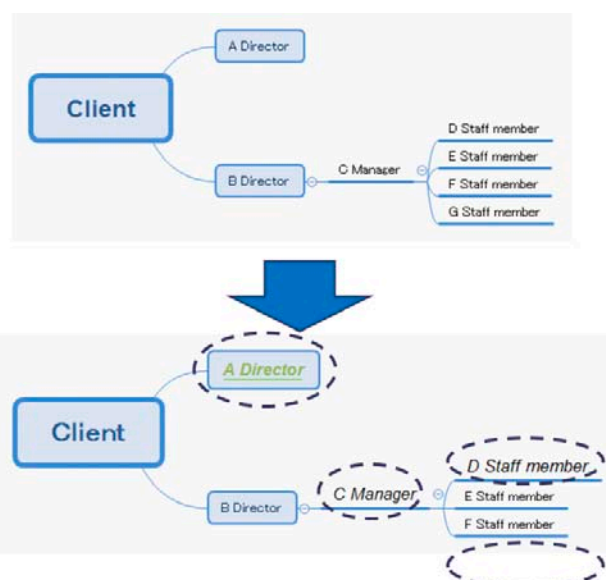 A Director
Client
D Staff member
E Staff member
C Manager
B Director
F Staff member
G Staff member
A Director
Client
D Staff member
C Manager
E Staff member
B Director
F Staff member